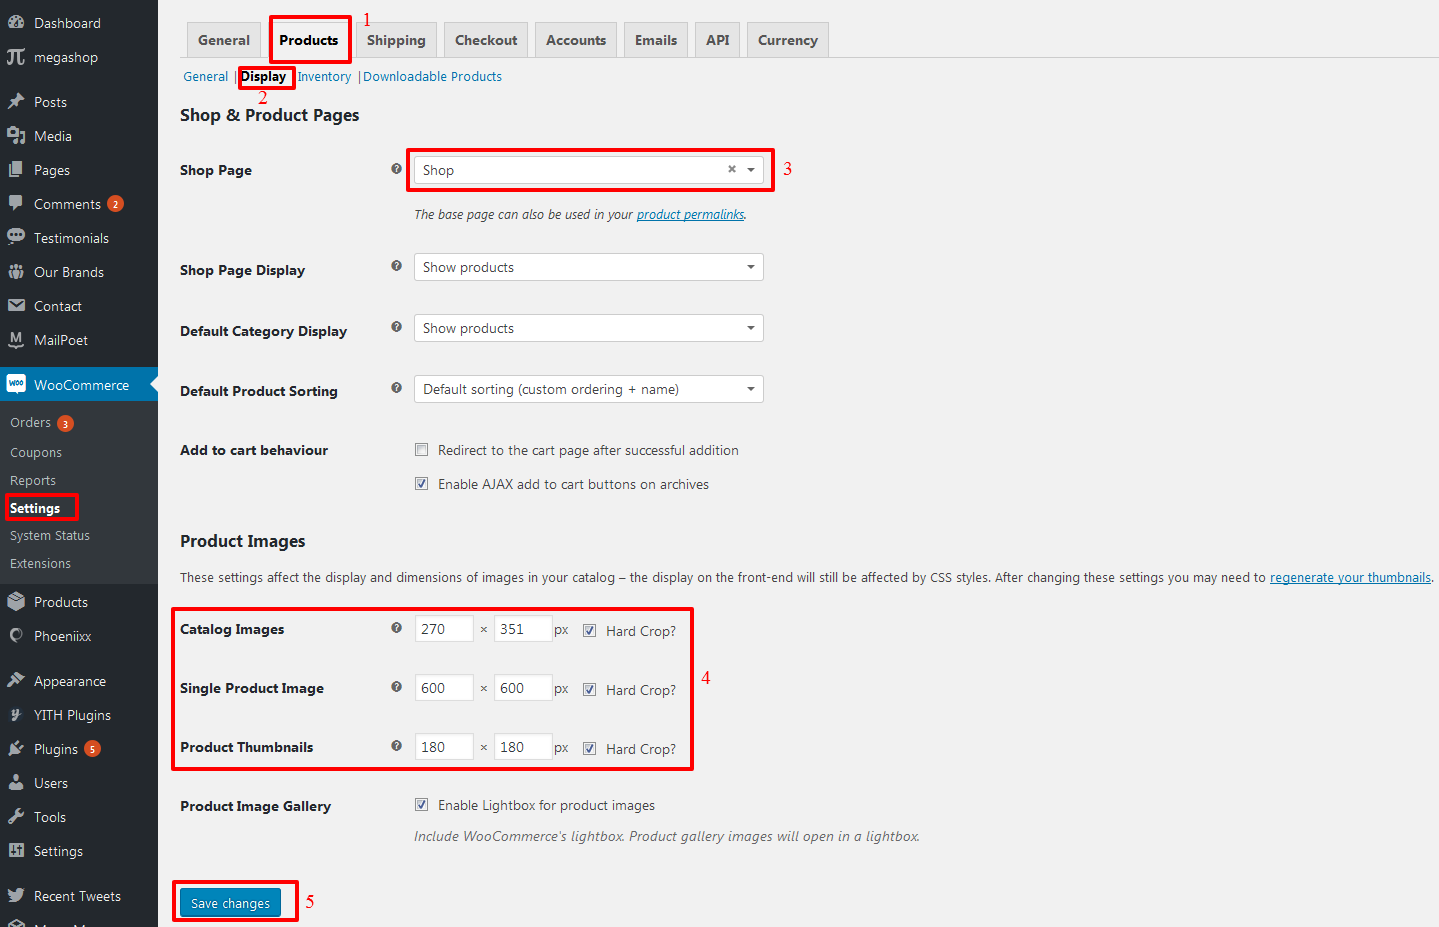 Dashboard
megashop
Posts
Media
Pages
Comments 2
Testimonials
Our Brands
Contact
MailPoet
WooCommerce
Orders 3
Coupons
Reports
Settings
System Status
Extensions
Products
Phoeniixx
Appearance
YITH Plugins
Plugins 5
Users
Tools
Settings
Recent Tweets
1
General Products Shipping Checkout Accounts Emails API Currency
General | Display Inventory | Downloadable Products
2
Shop & Product Pages
Shop Page ? Shop × 3
The base page can also be used in your product permalinks.
Shop Page Display ? Show products
Default Category Display ? Show products
Default Product Sorting ? Default sorting (custom ordering + name)
Add to cart behaviour Redirect to the cart page after successful addition
Enable AJAX add to cart buttons on archives
Product Images
These settings affect the display and dimensions of images in your catalog – the display on the front-end will still be affected by CSS styles. After changing these settings you may need to regenerate your thumbnails.
Catalog Images ? 270 × 351 px Hard Crop?
4
Single Product Image ? 600 × 600 px Hard Crop?
Product Thumbnails ? 180 × 180 px Hard Crop?
Product Image Gallery Enable Lightbox for product images
Include WooCommerce's lightbox. Product gallery images will open in a lightbox.
Save changes 5